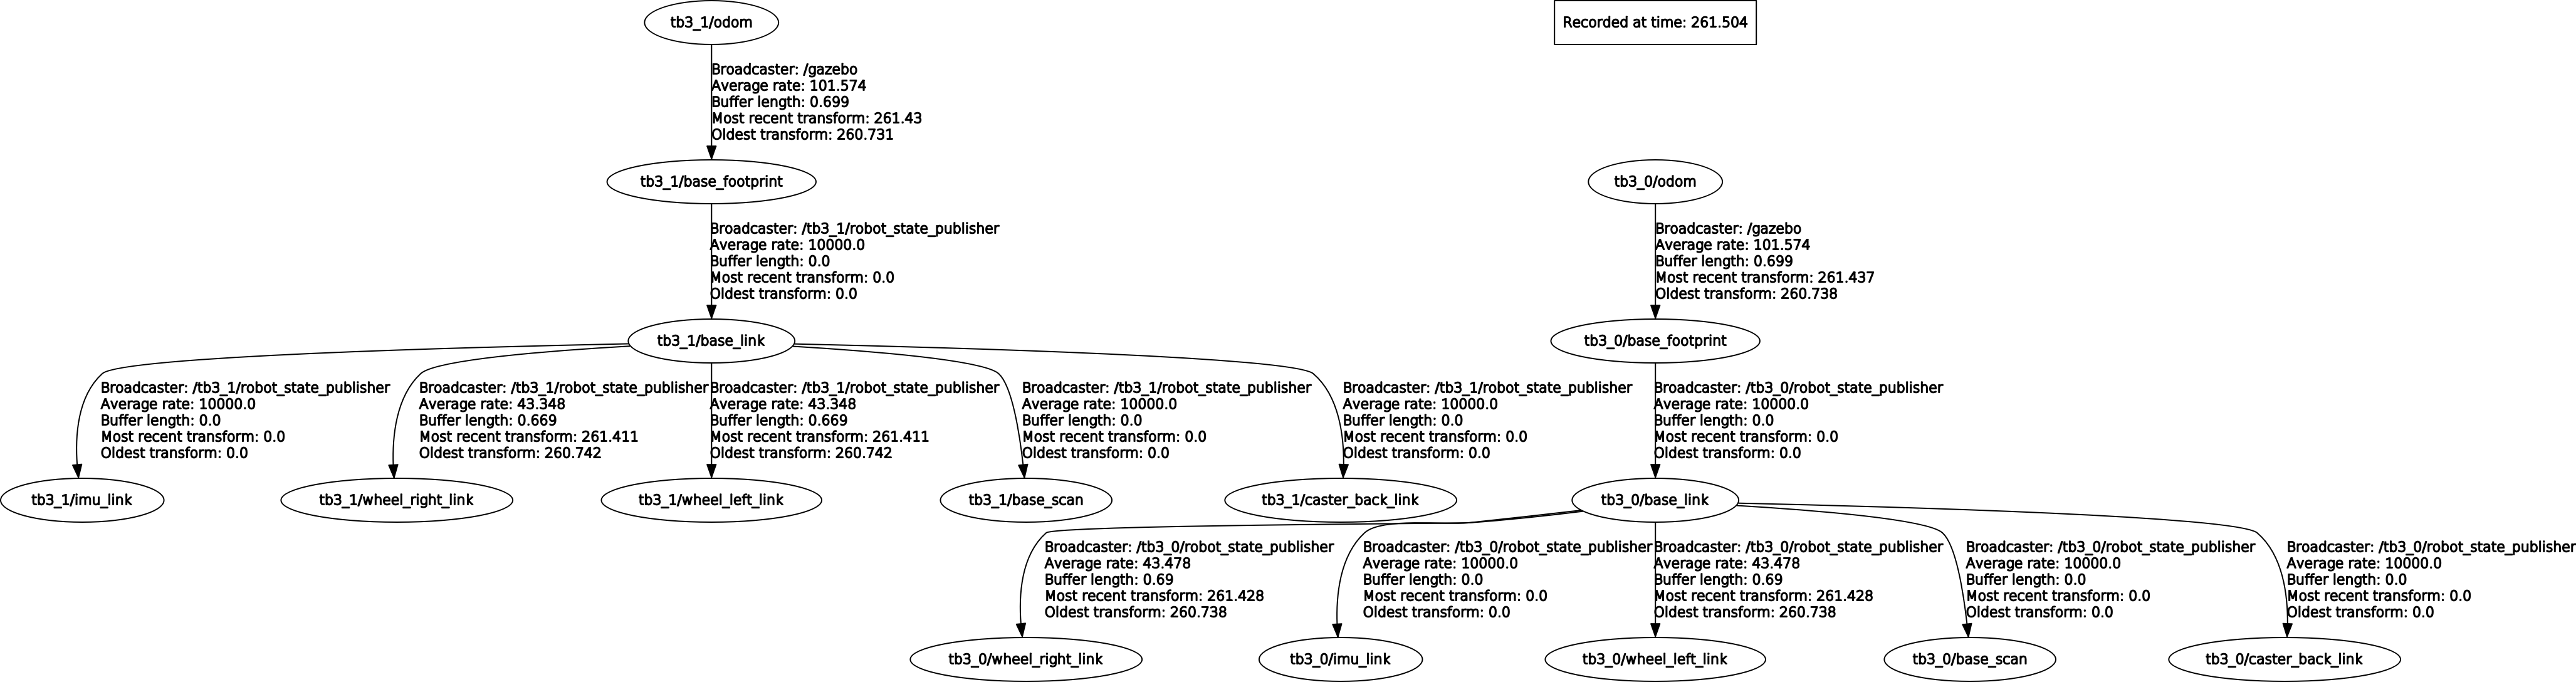 tb3_1/odom
Recorded at time: 261.504
Broadcaster: /gazebo
Average rate: 101.574
Buffer length: 0.699
Most recent transform: 261.43
Oldest transform: 260.731
tb3_1/base_footprint
tb3_0/odom
Broadcaster: /tb3_1/robot_state_publisher
Average rate: 10000.0
Buffer length: 0.0
Most recent transform: 0.0
Oldest transform: 0.0
Broadcaster: /gazebo
Average rate: 101.574
Buffer length: 0.699
Most recent transform: 261.437
Oldest transform: 260.738
tb3_1/base_link
tb3_0/base_footprint
Broadcaster: /tb3_1/robot_state_publisher
Average rate: 10000.0
Buffer length: 0.0
Most recent transform: 0.0
Oldest transform: 0.0
Broadcaster: /tb3_1/robot_state_publisher
Average rate: 43.348
Buffer length: 0.669
Most recent transform: 261.411
Oldest transform: 260.742
Broadcaster: /tb3_1/robot_state_publisher
Average rate: 43.348
Buffer length: 0.669
Most recent transform: 261.411
Oldest transform: 260.742
Broadcaster: /tb3_1/robot_state_publisher
Average rate: 10000.0
Buffer length: 0.0
Most recent transform: 0.0
Oldest transform: 0.0
Broadcaster: /tb3_1/robot_state_publisher
Average rate: 10000.0
Buffer length: 0.0
Most recent transform: 0.0
Oldest transform: 0.0
Broadcaster: /tb3_0/robot_state_publisher
Average rate: 10000.0
Buffer length: 0.0
Most recent transform: 0.0
Oldest transform: 0.0
tb3_1/imu_link
tb3_1/wheel_right_link
tb3_1/wheel_left_link
tb3_1/base_scan
tb3_1/caster_back_link
tb3_0/base_link
Broadcaster: /tb3_0/robot_state_publisher
Average rate: 43.478
Buffer length: 0.69
Most recent transform: 261.428
Oldest transform: 260.738
Broadcaster: /tb3_0/robot_state_publisher
Average rate: 10000.0
Buffer length: 0.0
Most recent transform: 0.0
Oldest transform: 0.0
Broadcaster: /tb3_0/robot_state_publisher
Average rate: 43.478
Buffer length: 0.69
Most recent transform: 261.428
Oldest transform: 260.738
Broadcaster: /tb3_0/robot_state_publisher
Average rate: 10000.0
Buffer length: 0.0
Most recent transform: 0.0
Oldest transform: 0.0
Broadcaster: /tb3_0/robot_state_publisher
Average rate: 10000.0
Buffer length: 0.0
Most recent transform: 0.0
Oldest transform: 0.0
tb3_0/wheel_right_link
tb3_0/imu_link
tb3_0/wheel_left_link
tb3_0/base_scan
tb3_0/caster_back_link